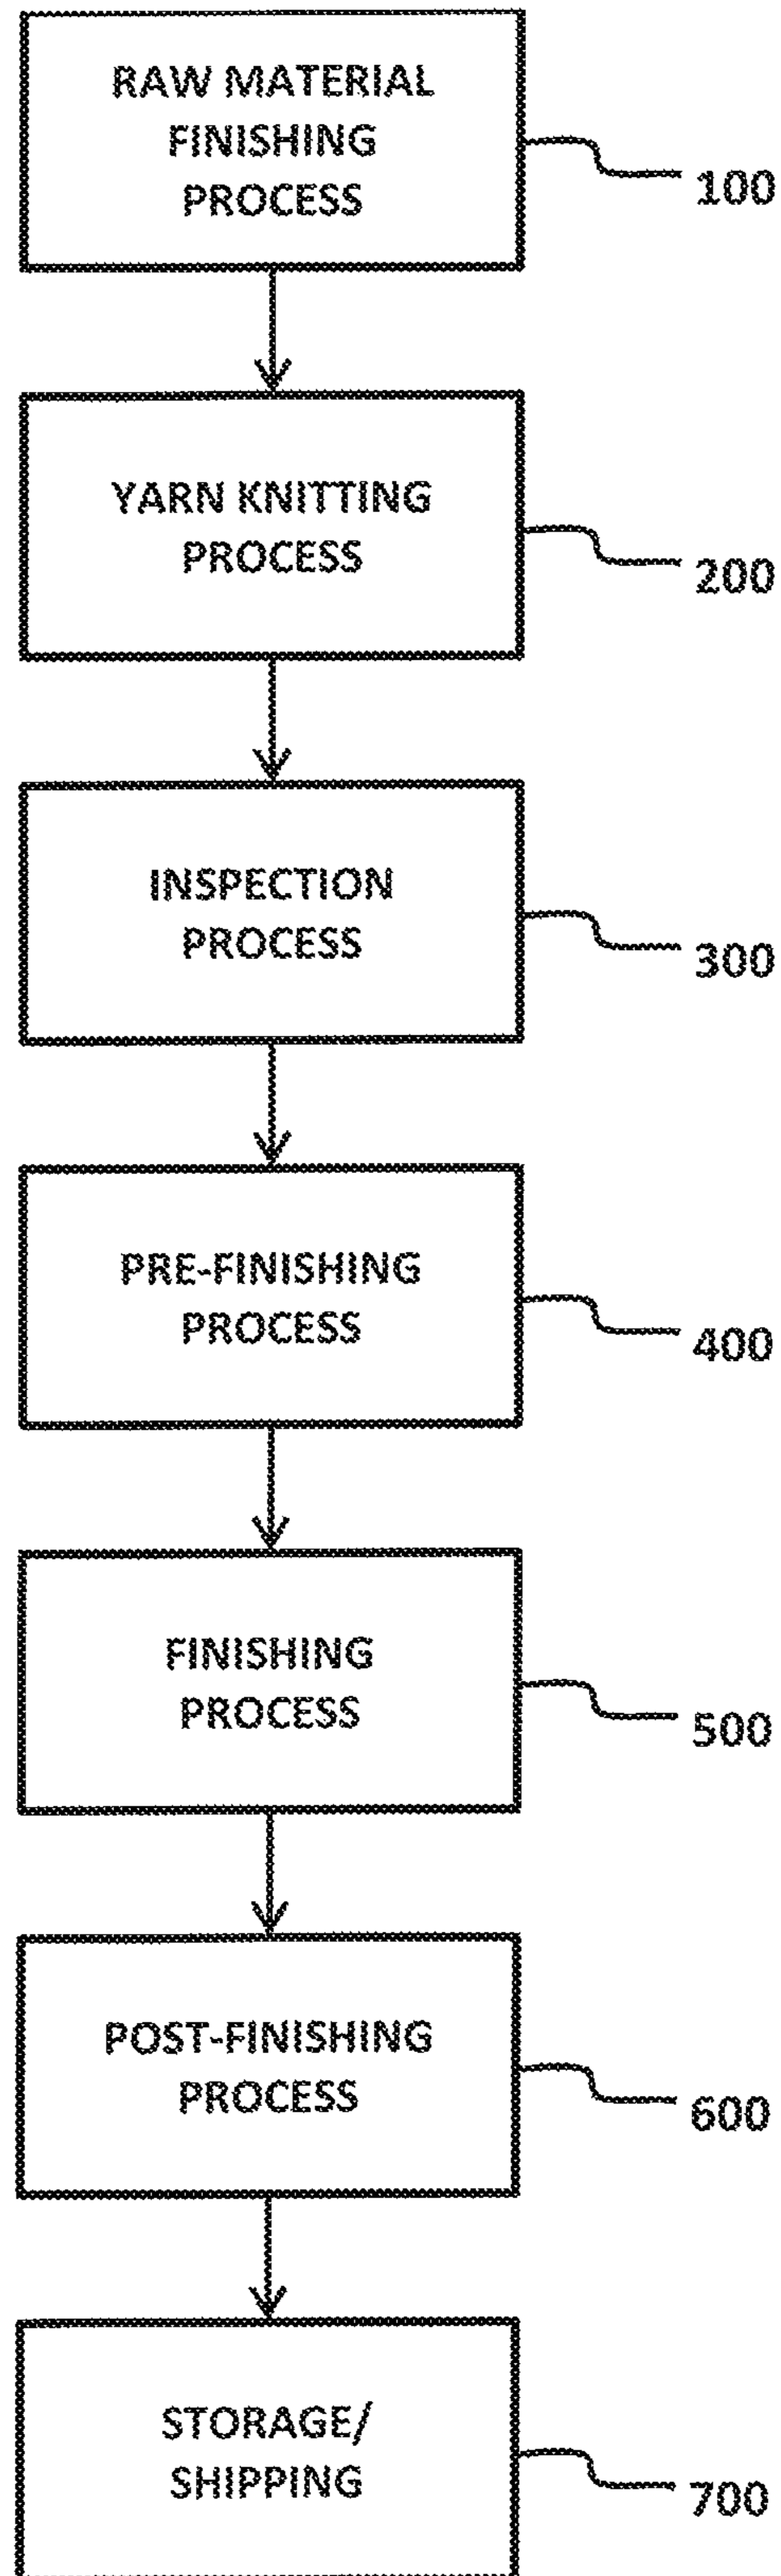 RAW MATERIAL
FINISHING
PROCESS
100
YARN KNITTING
PROCESS
200
INSPECTION
PROCESS
300
PRE-FINISHING
PROCESS
400
FINISHING
PROCESS
500
POST-FINISHING
PROCESS
600
STORAGE/
SHIPPING
700